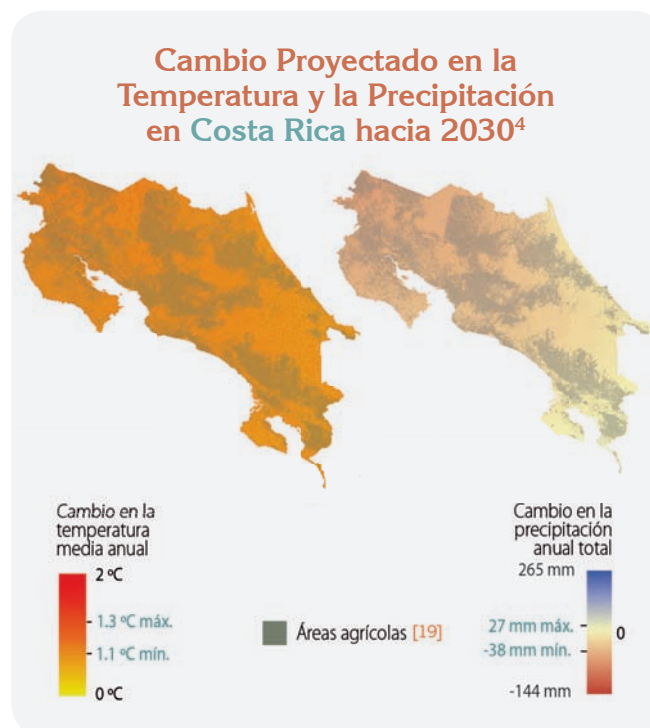 Cambio Proyectado en la
Temperatura y la Precipitación
en Costa Rica hacia 2030⁴
Cambio en la
temperatura
media anual
2 ºC
1.3 ºC máx.
1.1 ºC mín.
0 ºC
Áreas agrícolas [19]
Cambio en la
precipitación
anual total
265 mm
27 mm máx.
0
-38 mm mín.
-144 mm